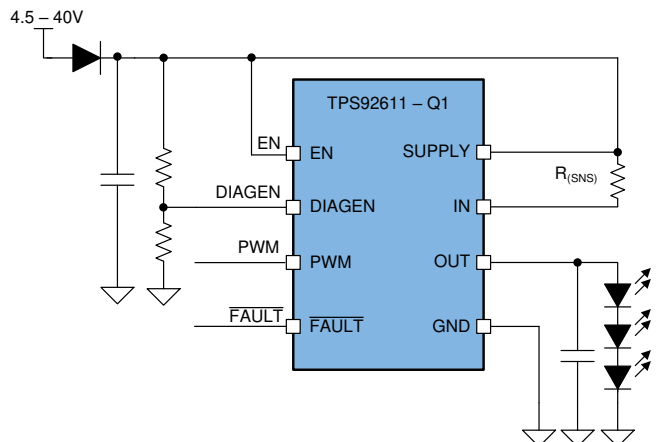 4.5 – 40V
TPS92611 – Q1
EN
EN
SUPPLY
R(SNS)
DIAGEN
DIAGEN
IN
PWM
PWM
OUT
FAULT
FAULT
GND